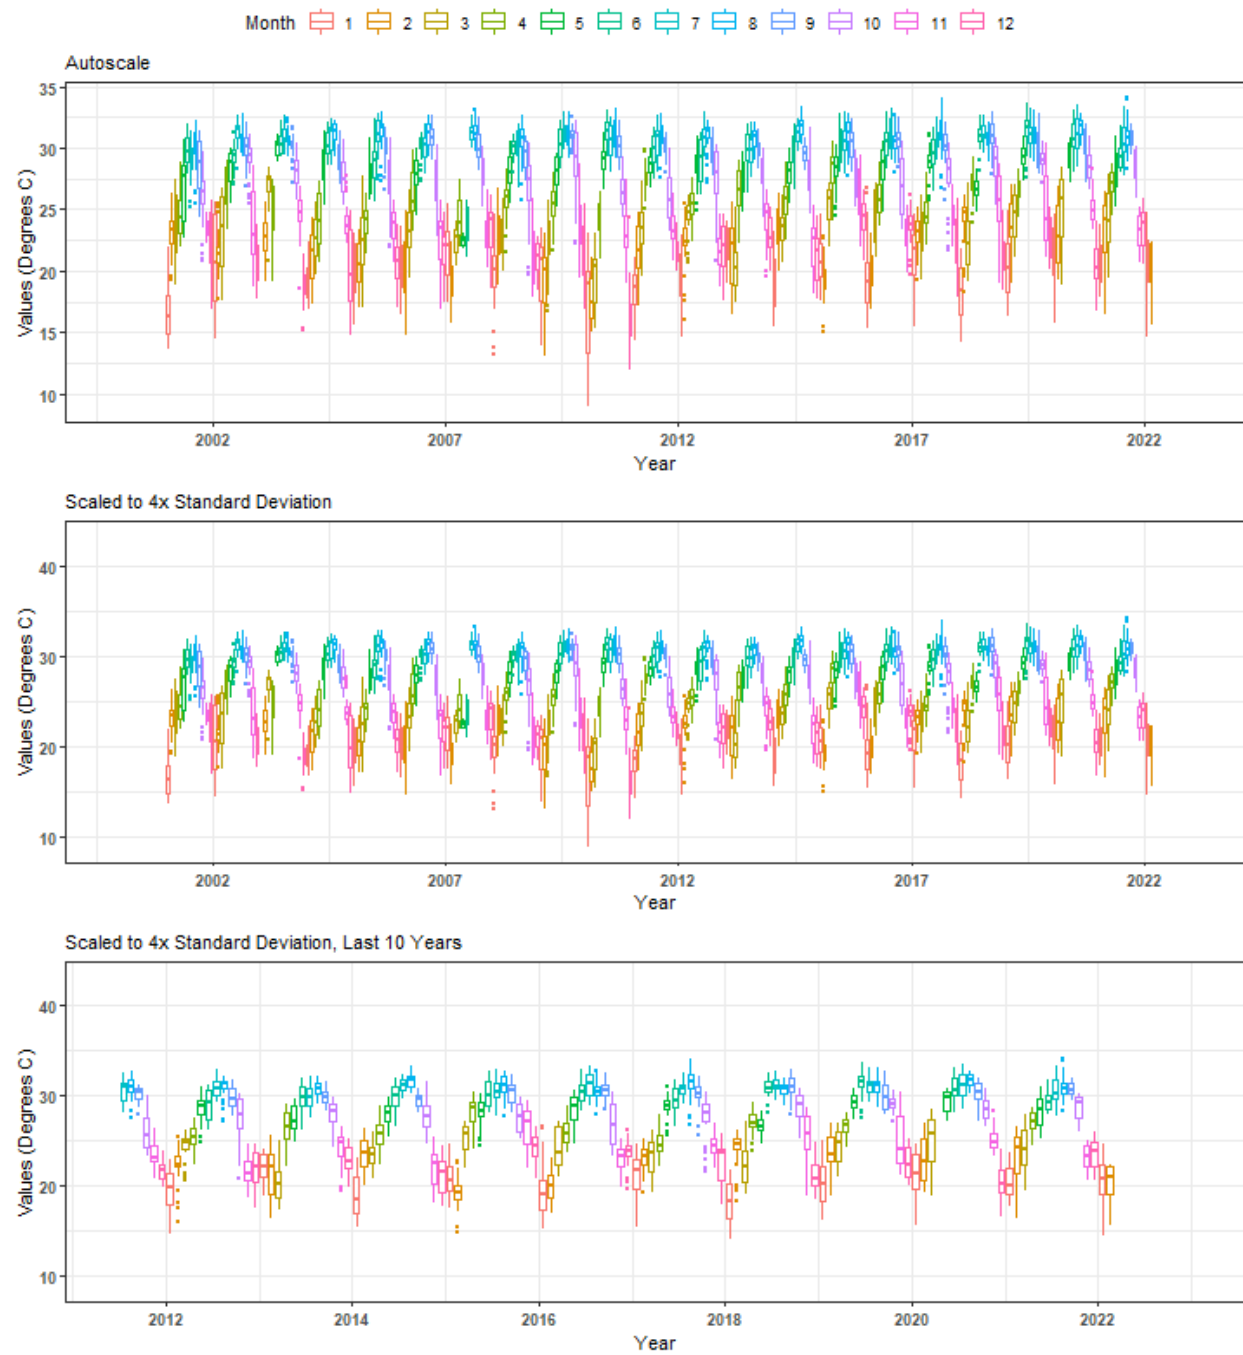 Month 1 2 3 4 5 6 7 8 9 10 11 12
Autoscale
35
30
25
20
15
10
Values (Degrees C)
2002 2007 2012 2017 2022
Year
Scaled to 4x Standard Deviation
40
30
20
10
Values (Degrees C)
2002 2007 2012 2017 2022
Year
Scaled to 4x Standard Deviation, Last 10 Years
40
30
20
10
Values (Degrees C)
2012 2014 2016 2018 2020 2022
Year